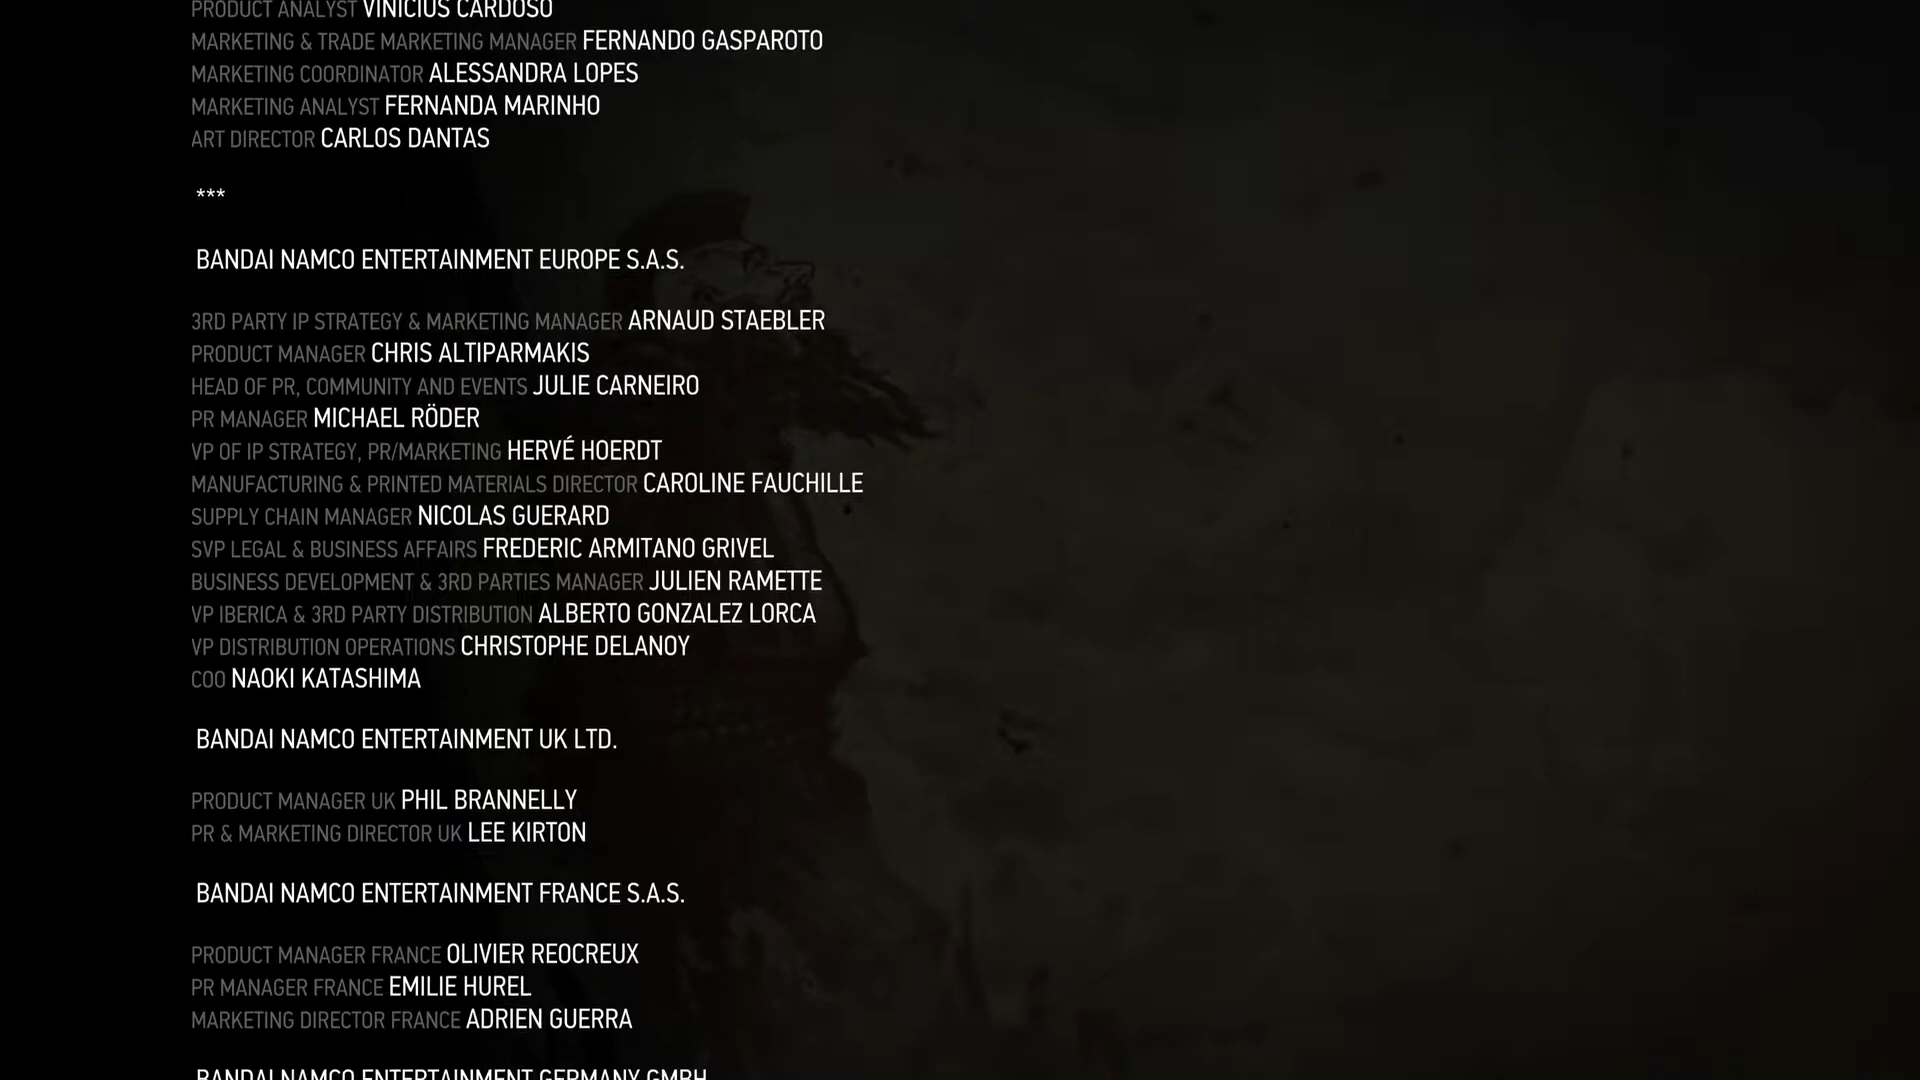 PRODUCT ANALYST VINICIUS CARDOSO
MARKETING & TRADE MARKETING MANAGER FERNANDO GASPAROTO
MARKETING COORDINATOR ALESSANDRA LOPES
MARKETING ANALYST FERNANDA MARINHO
ART DIRECTOR CARLOS DANTAS
***
BANDAI NAMCO ENTERTAINMENT EUROPE S.A.S.
3RD PARTY IP STRATEGY & MARKETING MANAGER ARNAUD STAEBLER
PRODUCT MANAGER CHRIS ALTIPARMAKIS
HEAD OF PR, COMMUNITY AND EVENTS JULIE CARNEIRO
PR MANAGER MICHAEL RÖDER
VP OF IP STRATEGY, PR/MARKETING HERVÉ HOERDT
MANUFACTURING & PRINTED MATERIALS DIRECTOR CAROLINE FAUCHILLE
SUPPLY CHAIN MANAGER NICOLAS GUERARD
SVP LEGAL & BUSINESS AFFAIRS FREDERIC ARMITANO GRIVEL
BUSINESS DEVELOPMENT & 3RD PARTIES MANAGER JULIEN RAMETTE
VP IBERICA & 3RD PARTY DISTRIBUTION ALBERTO GONZALEZ LORCA
VP DISTRIBUTION OPERATIONS CHRISTOPHE DELANOY
COO NAOKI KATASHIMA
BANDAI NAMCO ENTERTAINMENT UK LTD.
PRODUCT MANAGER UK PHIL BRANNELLY
PR & MARKETING DIRECTOR UK LEE KIRTON
BANDAI NAMCO ENTERTAINMENT FRANCE S.A.S.
PRODUCT MANAGER FRANCE OLIVIER REOCREUX
PR MANAGER FRANCE EMILIE HUREL
MARKETING DIRECTOR FRANCE ADRIEN GUERRA
BANDAI NAMCO ENTERTAINMENT GERMANY GMBH